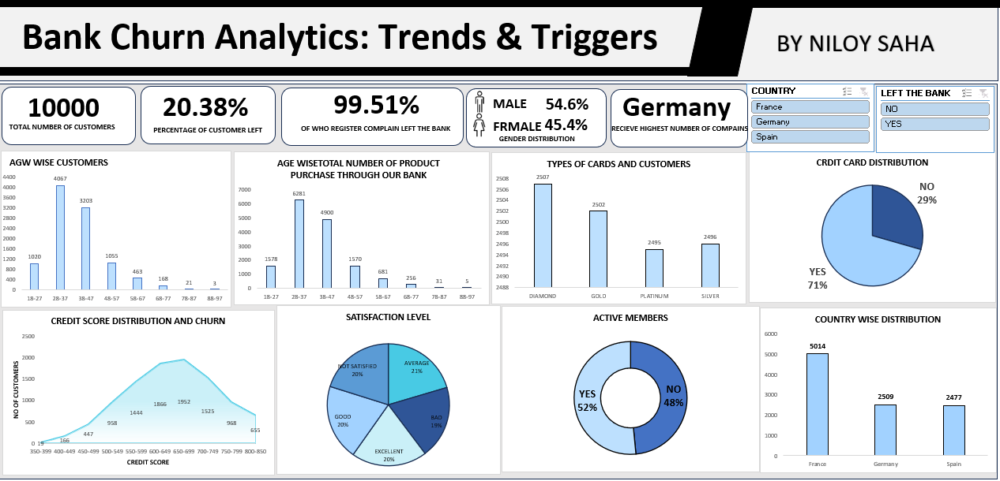 Bank Churn Analytics: Trends & Triggers
BY NILOY SAHA
10000
TOTAL NUMBER OF CUSTOMERS
20.38%
PERCENTAGE OF CUSTOMER LEFT
99.51%
OF WHO REGISTER COMPLAIN LEFT THE BANK
MALE 54.6%
FRMALE 45.4%
GENDER DISTRIBUTION
Germany
RECIEVE HIGHEST NUMBER OF COMPAINS
COUNTRY
France
Germany
Spain
LEFT THE BANK
NO
YES
AGW WISE CUSTOMERS
4400
4000
3600
3200
2800
2400
2000
1600
1200
800
400
0
1020
4067
3203
1055
463
168
21
3
18-27 28-37 38-47 48-57 58-67 68-77 78-87 88-97
AGE WISETOTAL NUMBER OF PRODUCT
PURCHASE THROUGH OUR BANK
7000
6000
5000
4000
3000
2000
1000
0
1578
6281
4900
1570
681
256
31
5
18-27 28-37 38-47 48-57 58-67 68-77 78-87 88-97
TYPES OF CARDS AND CUSTOMERS
2508
2506
2504
2502
2500
2498
2496
2494
2492
2490
2488
2507
2502
2495
2496
DIAMOND GOLD PLATINUM SILVER
CRDIT CARD DISTRIBUTION
NO
29%
YES
71%
CREDIT SCORE DISTRIBUTION AND CHURN
NO OF CUSTOMERS
2500
2000
1500
1000
500
0
19
166
447
958
1444
1866
1952
1525
968
655
350-399 400-449 450-499 500-549 550-599 600-649 650-699 700-749 750-799 800-850
CREDIT SCORE
SATISFACTION LEVEL
NOT SATISFIED
20%
AVERAGE
21%
GOOD
20%
BAD
19%
EXCELLENT
20%
ACTIVE MEMBERS
YES
52%
NO
48%
COUNTRY WISE DISTRIBUTION
6000
5000
4000
3000
2000
1000
0
5014
2509
2477
France Germany Spain